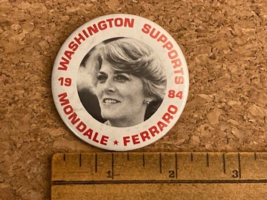 WASHINGTON SUPPORTS
19 84
MONDALE ★ FERRARO
1 2 3